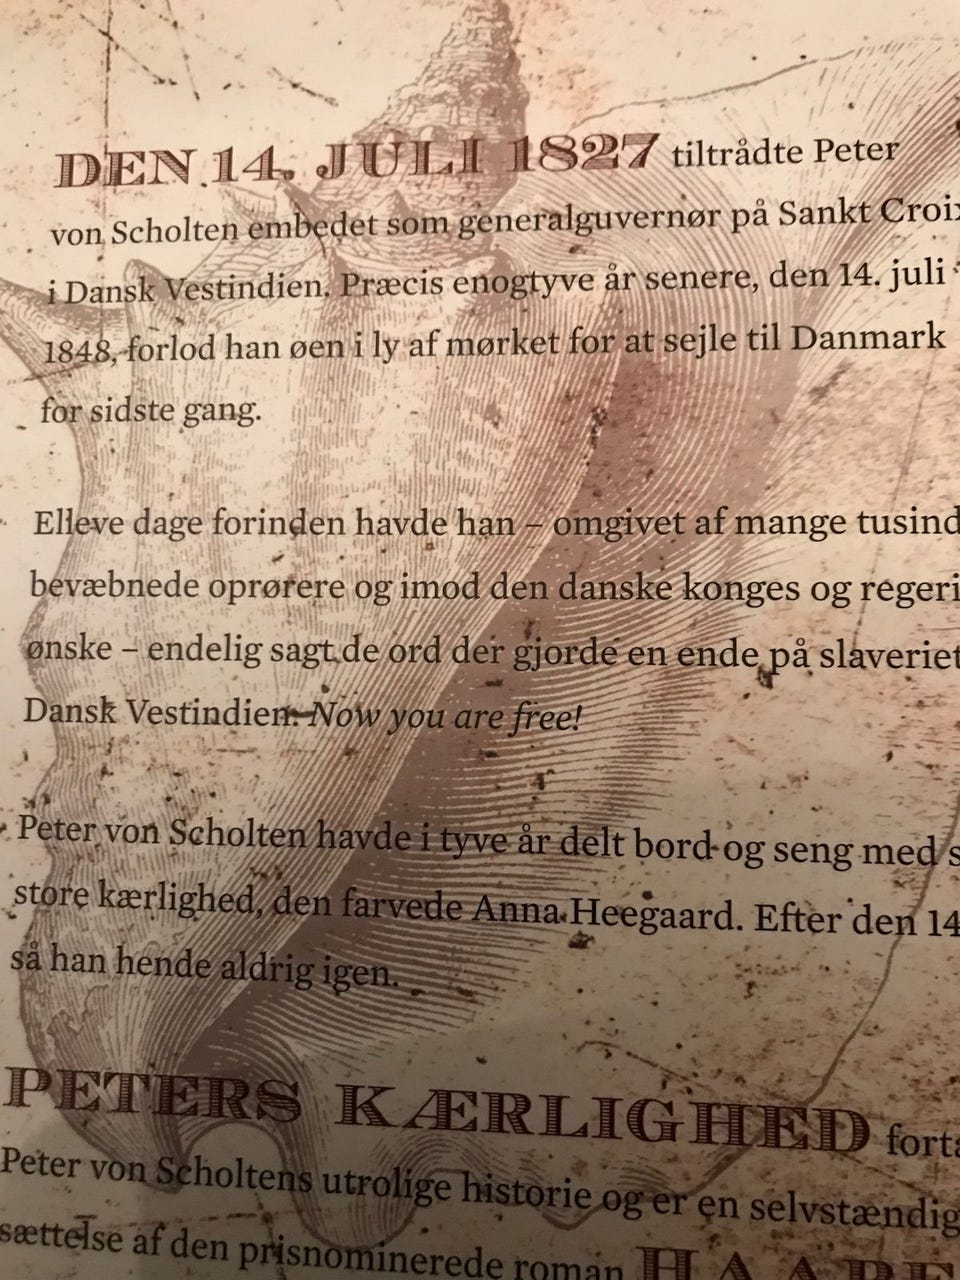 DEN 14. JULI 1827 tiltrådte Peter
von Scholten embedet som generalguvernør på Sankt Croix
i Dansk Vestindien. Præcis enogtyve år senere, den 14. juli
1848, forlod han øen i ly af mørket for at sejle til Danmark
for sidste gang.
Elleve dage forinden havde han – omgivet af mange tusind
bevæbnede oprørere og imod den danske konges og regeri
ønske – endelig sagt de ord der gjorde en ende på slaveriet
Dansk Vestindien: Now you are free!
Peter von Scholten havde i tyve år delt bord og seng med s
store kærlighed, den farvede Anna Heegaard. Efter den 14
så han hende aldrig igen.
PETERS KÆRLIGHED forta
Peter von Scholtens utrolige historie og er en selvstændig
sættelse af den prisnominerede roman